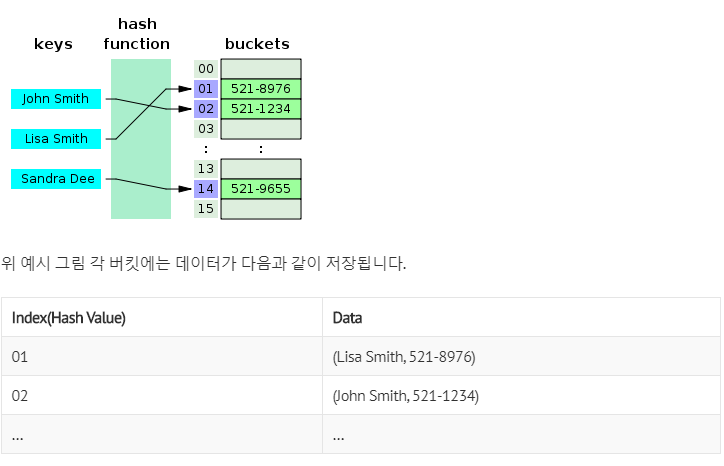 hash
keys function buckets
00
John Smith 01 521-8976
02 521-1234
Lisa Smith 03
: :
13
Sandra Dee 14 521-9655
15
위 예시 그림 각 버킷에는 데이터가 다음과 같이 저장됩니다.
Index(Hash Value) Data
01 (Lisa Smith, 521-8976)
02 (John Smith, 521-1234)
... ...